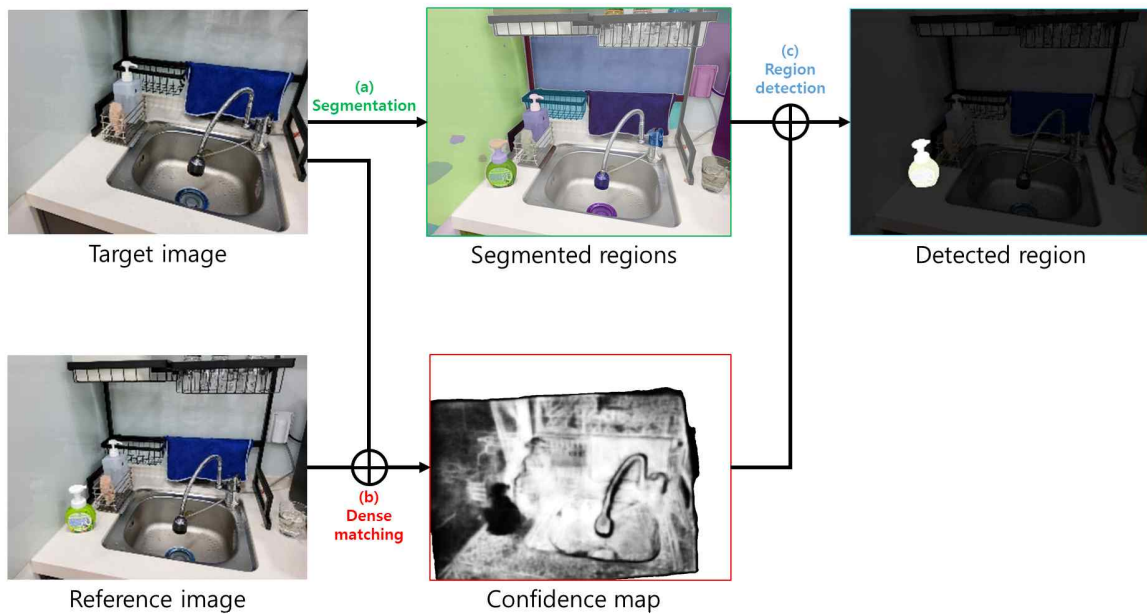 (a)
Segmentation
(c)
Region
detection
Target image
Segmented regions
Detected region
(b)
Dense
matching
Reference image
Confidence map